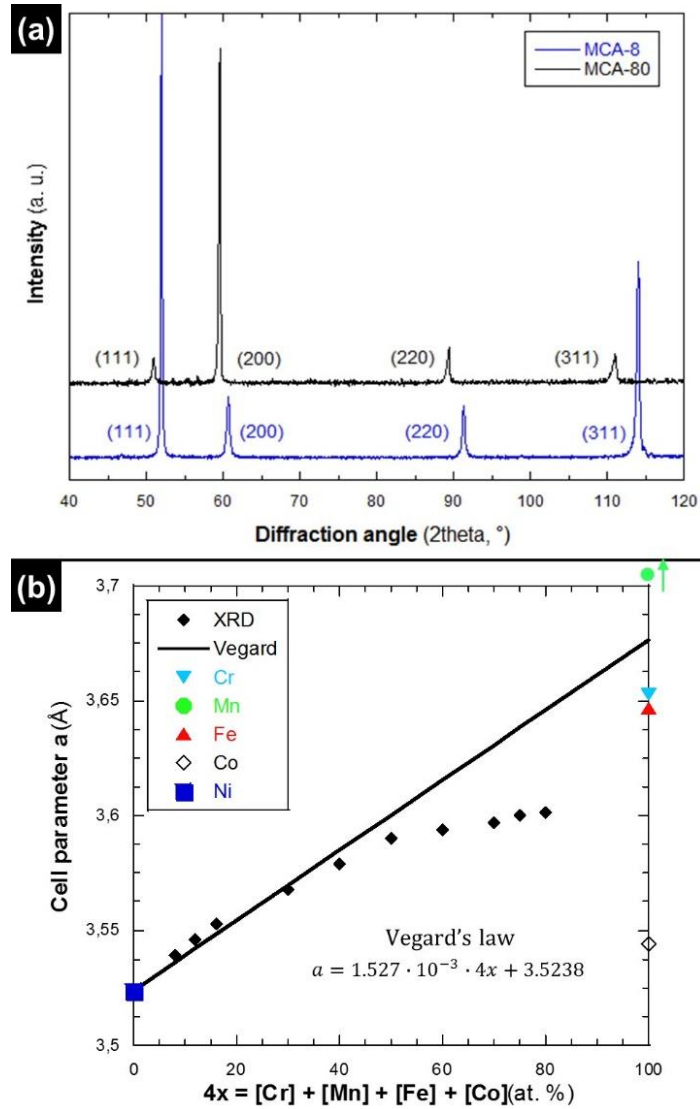 (a)
MCA-8
MCA-80
Intensity (a. u.)
(111)
(200)
(220)
(311)
(111)
(200)
(220)
(311)
40 50 60 70 80 90 100 110 120
Diffraction angle (2theta, °)
(b)
3,7
XRD
Vegard
Cr
Mn
Fe
Co
Ni
3,65
3,6
3,55
3,5
Cell parameter a (Å)
Vegard's law
a = 1.527 · 10⁻³ · 4x + 3.5238
0 20 40 60 80 100
4x = [Cr] + [Mn] + [Fe] + [Co](at. %)